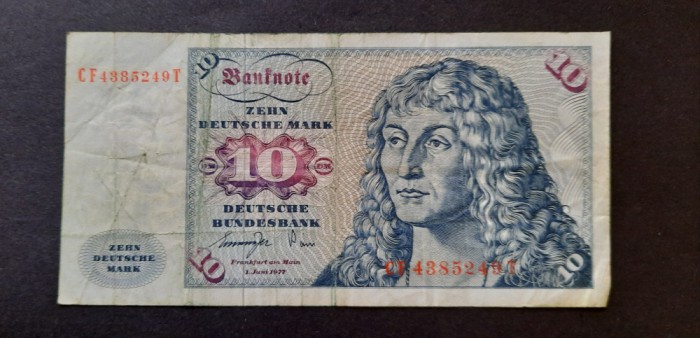 CF4385249T
10
Banknote
ZEHN
DEUTSCHE MARK
10
DEUTSCHE
BUNDESBANK
Frankfurt am Main
1. Juni 1977
10
ZEHN
DEUTSCHE
MARK
10
CF4385249T
10